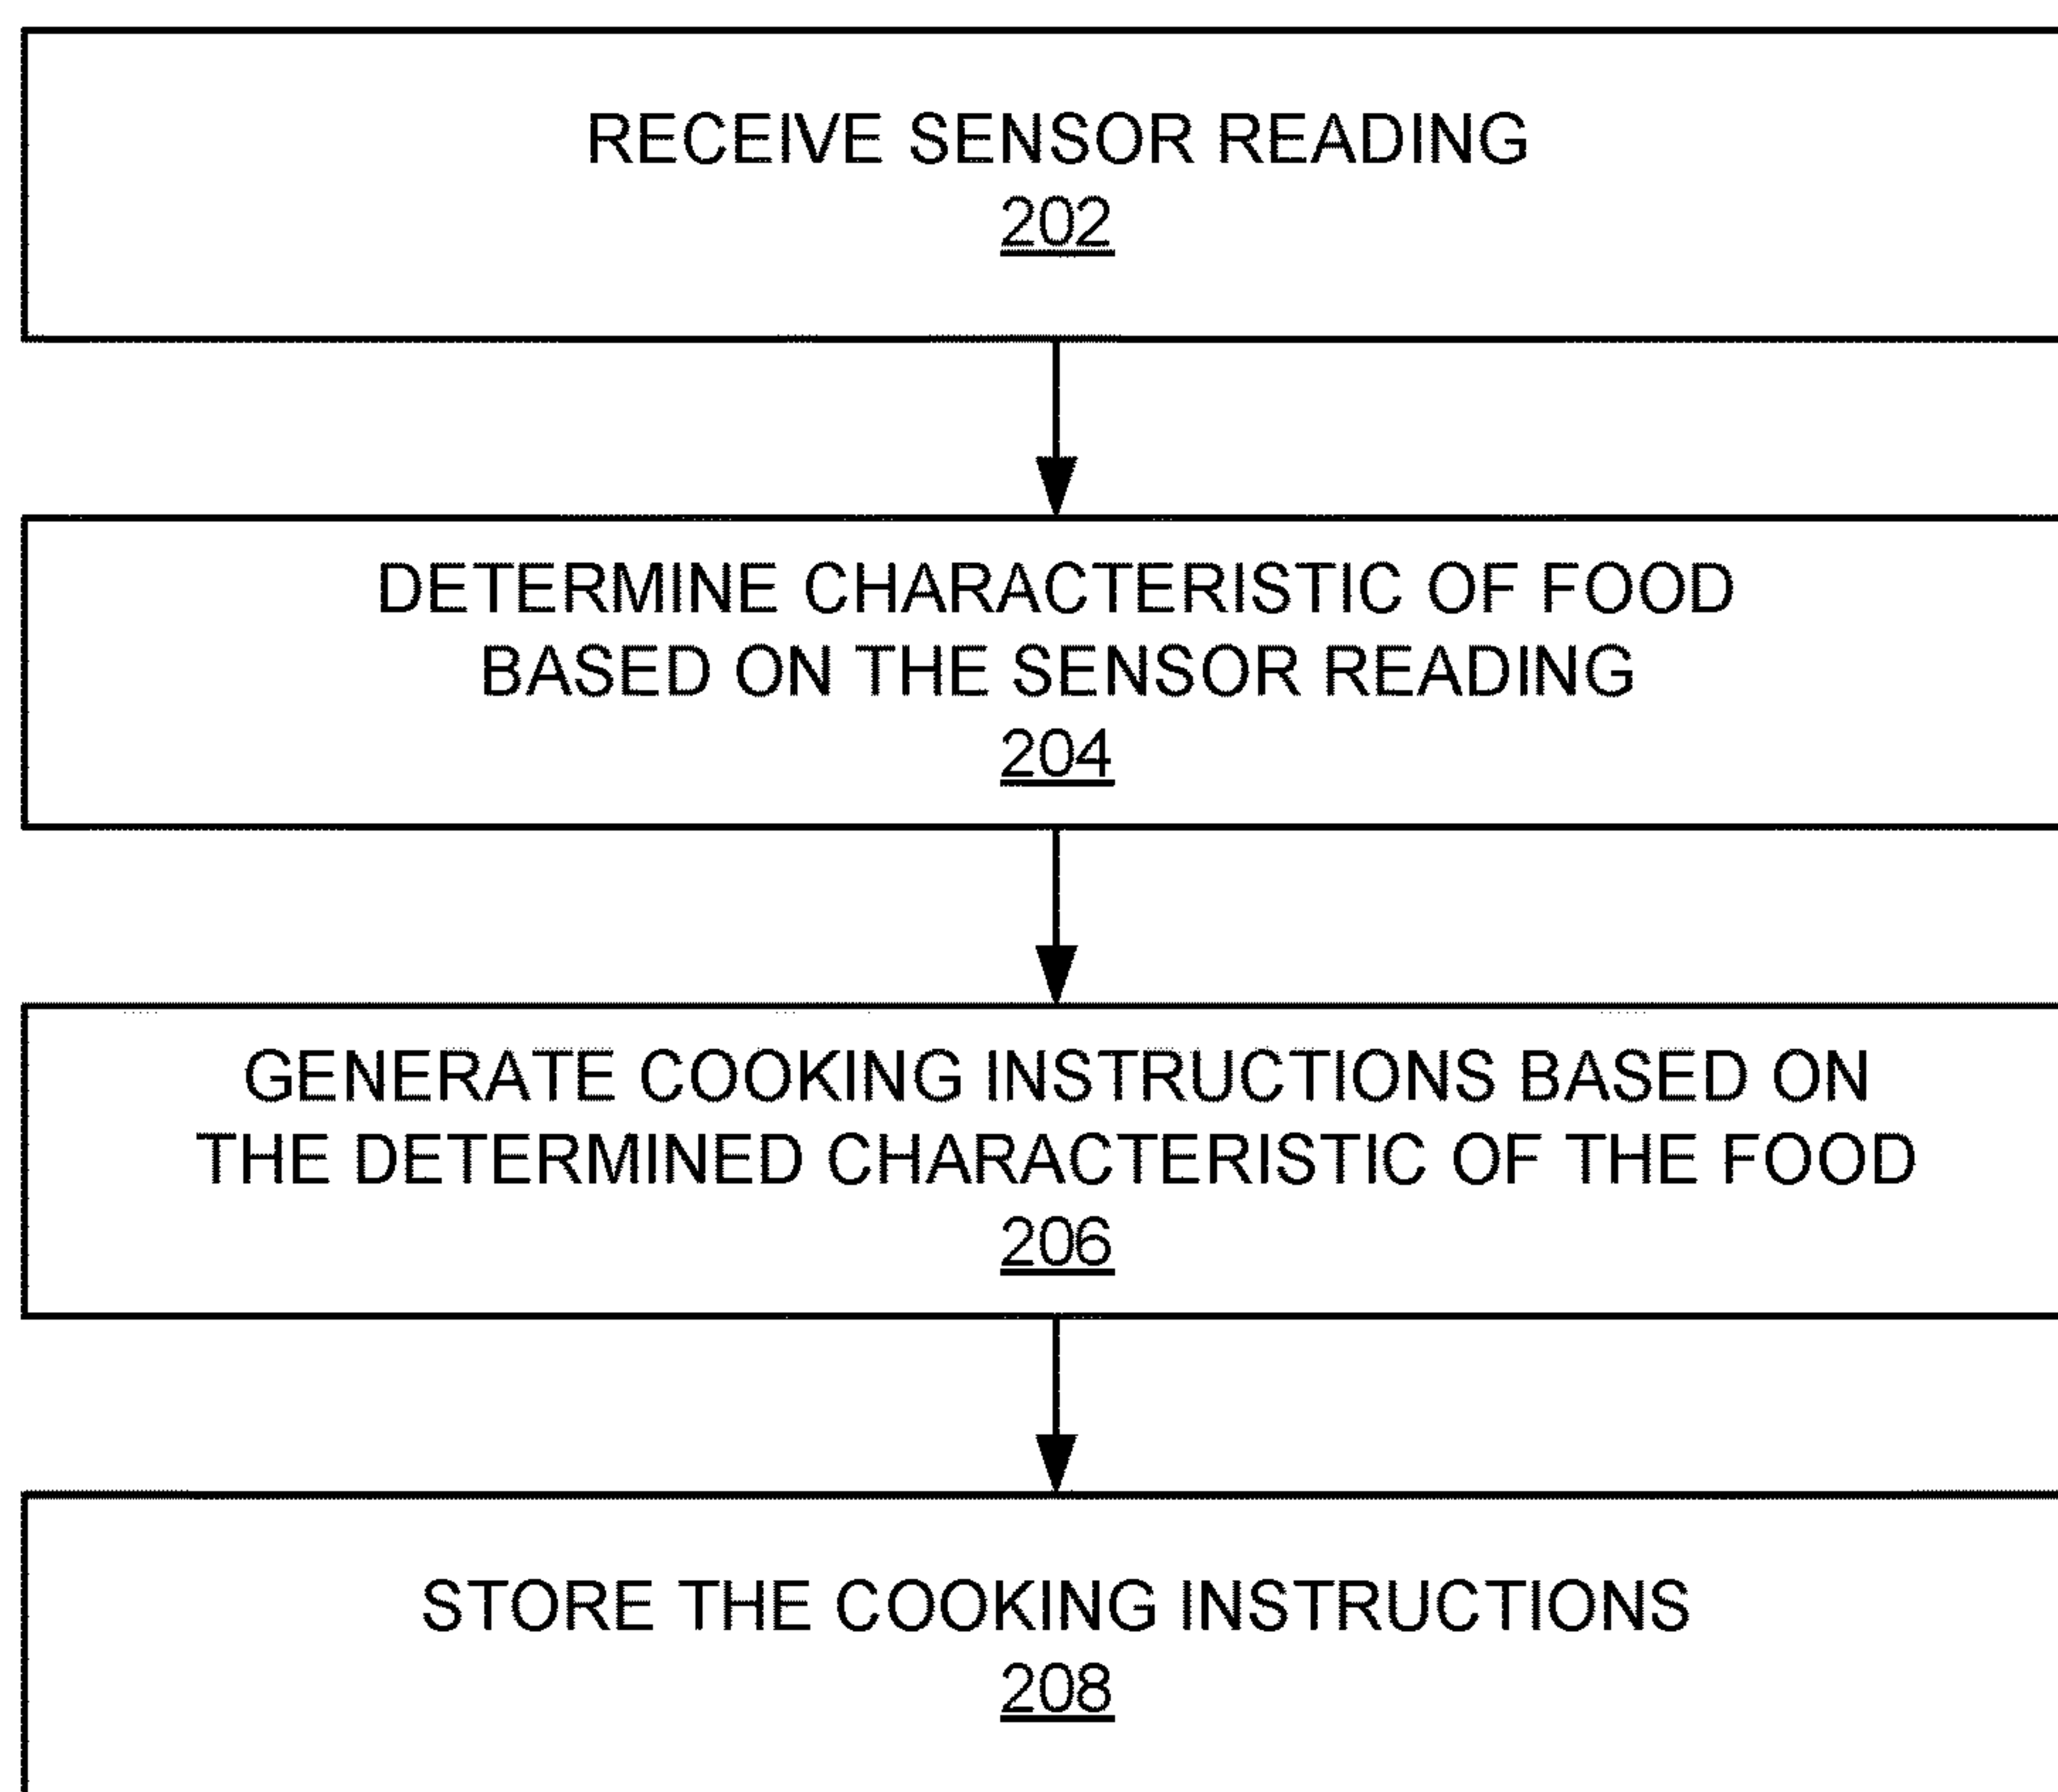 RECEIVE SENSOR READING
202
DETERMINE CHARACTERISTIC OF FOOD
BASED ON THE SENSOR READING
204
GENERATE COOKING INSTRUCTIONS BASED ON
THE DETERMINED CHARACTERISTIC OF THE FOOD
206
STORE THE COOKING INSTRUCTIONS
208